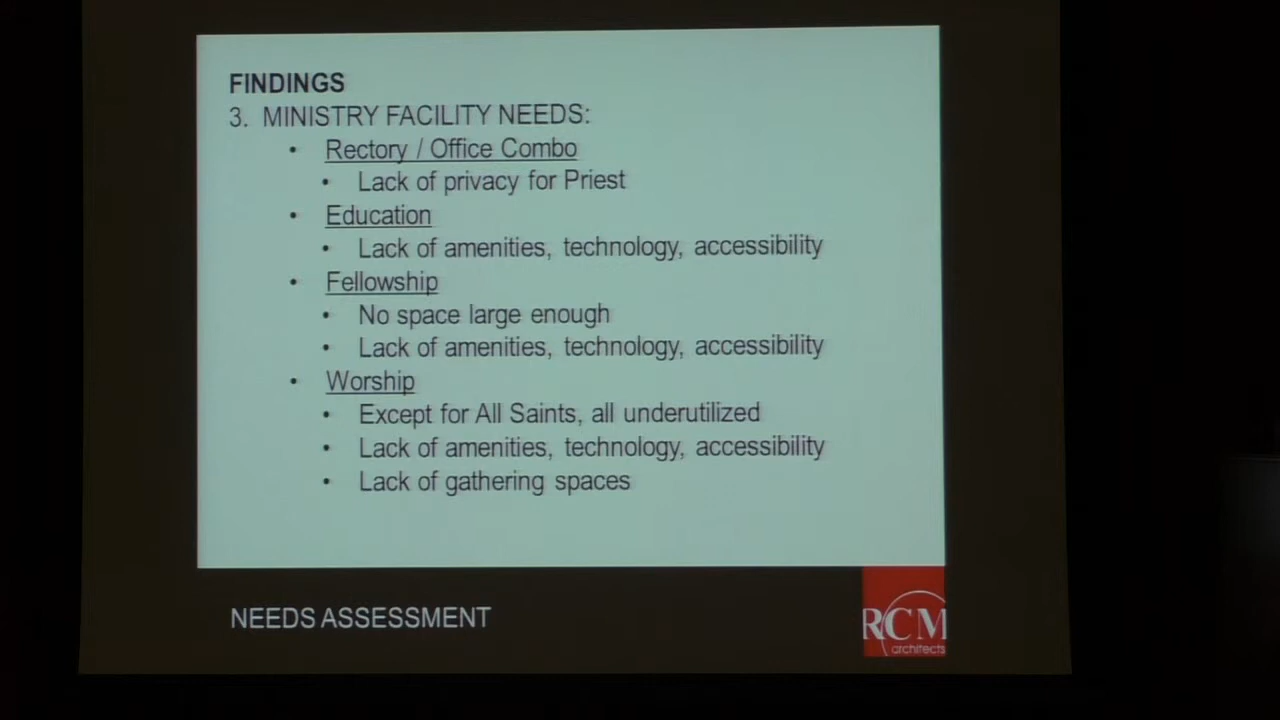 FINDINGS
3. MINISTRY FACILITY NEEDS:
• Rectory / Office Combo
• Lack of privacy for Priest
• Education
• Lack of amenities, technology, accessibility
• Fellowship
• No space large enough
• Lack of amenities, technology, accessibility
• Worship
• Except for All Saints, all underutilized
• Lack of amenities, technology, accessibility
• Lack of gathering spaces
NEEDS ASSESSMENT
RCM
architects